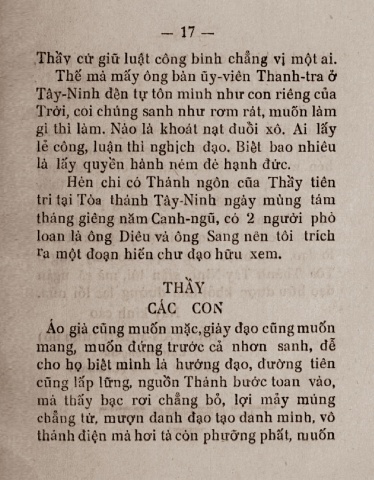 — 17 —
Thầy cứ giữ luật công bình chẳng vị một ai.
Thế mà mấy ông bàn ủy-viên Thanh-tra ở
Tây-Ninh đến tự tôn mình như con riêng của
Trời, coi chúng sanh như rơm rát, muốn làm
gì thì làm. Nào là khoát nạt đuổi xô. Ai lấy
lẻ công, luận thì nghịch đạo. Biệt bao nhiêu
là lấy quyền hành ném đẻ hạnh đức.
Hèn chi có Thánh ngôn của Thầy tiên
tri tại Tòa thánh Tây-Ninh ngày mùng tám
tháng giêng năm Canh-ngũ, có 2 người phò
loan là ông Diêu và ông Sang nên tôi trích
ra một đoạn hiến chư đạo hữu xem.
THẦY
CÁC CON
Áo giả cũng muốn mặc, giày đạo cũng muốn
mang, muốn đứng trước cả nhơn sanh, để
cho họ biệt mình là hướng đạo, đường tiên
cũng lấp lững, nguồn Thánh bước toan vào,
mà thấy bạc rơi chẳng bỏ, lợi mảy mùng
chẳng từ, mượn danh đạo tạo danh mình, vô
thánh điện mà hơi tà còn phưởng phất, muốn